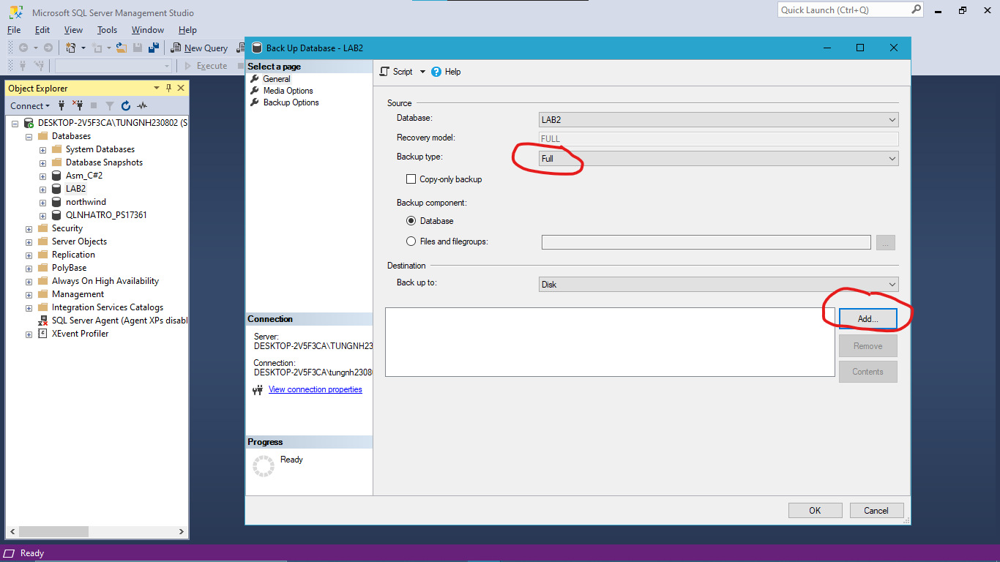 Microsoft SQL Server Management Studio
Quick Launch (Ctrl+Q)
File Edit View Tools Window Help
New Query
Execute
Object Explorer
Connect
DESKTOP-2V5F3CA\TUNGNH230802 (S
Databases
System Databases
Database Snapshots
Asm_C#2
LAB2
northwind
QLNHATRO_PS17361
Security
Server Objects
Replication
PolyBase
Always On High Availability
Management
Integration Services Catalogs
SQL Server Agent (Agent XPs disabl
XEvent Profiler
Back Up Database - LAB2
Select a page
General
Media Options
Backup Options
Connection
Server:
DESKTOP-2V5F3CA\TUNGNH23
Connection:
DESKTOP-2V5F3CA\tungnh2308
View connection properties
Progress
Ready
Script Help
Source
Database: LAB2
Recovery model: FULL
Backup type: Full
Copy-only backup
Backup component:
Database
Files and filegroups:
...
Destination
Back up to: Disk
Add...
Remove
Contents
OK Cancel
Ready